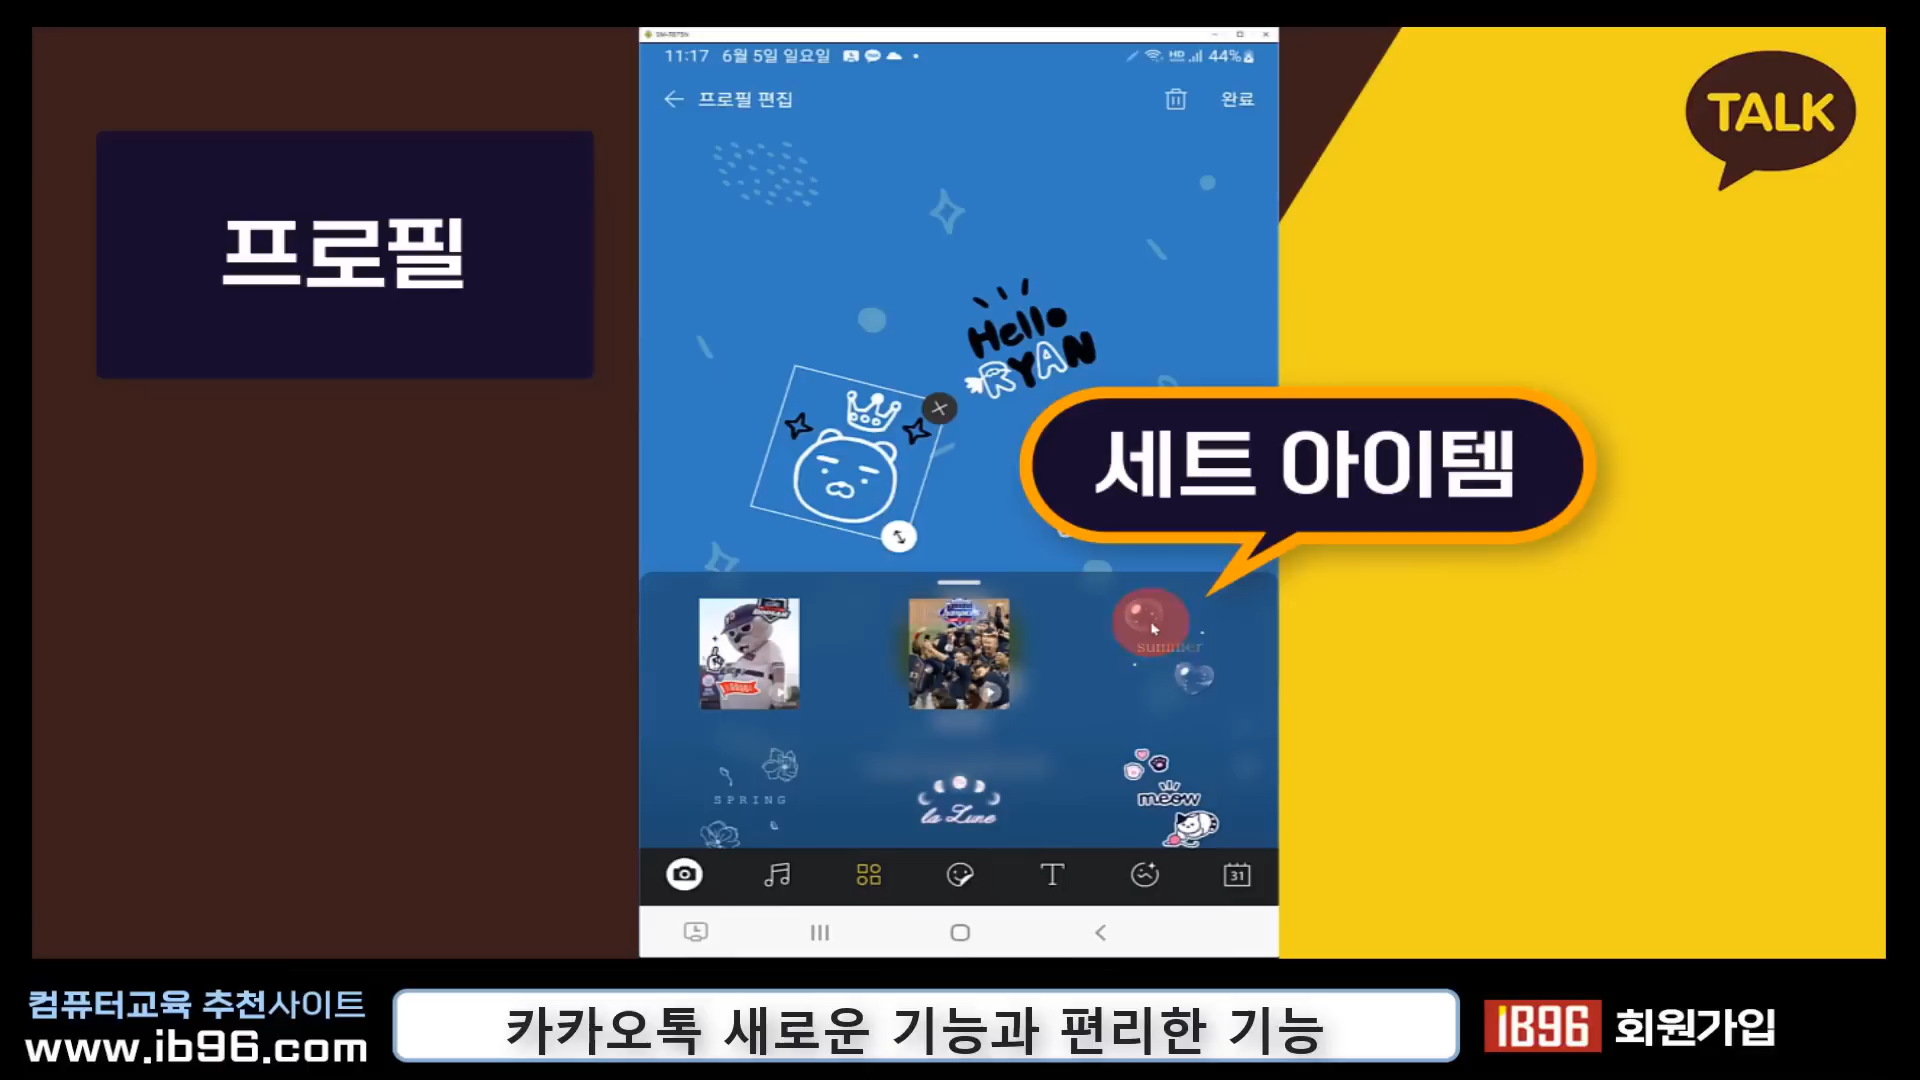 11:17 6월 5일 일요일
HD 44%
프로필 편집
완료
TALK
프로필
Hello
RYAN
세트 아이템
summer
SPRING
la Lune
meow
T
31
컴퓨터교육 추천사이트
www.ib96.com
카카오톡 새로운 기능과 편리한 기능
IB96 회원가입